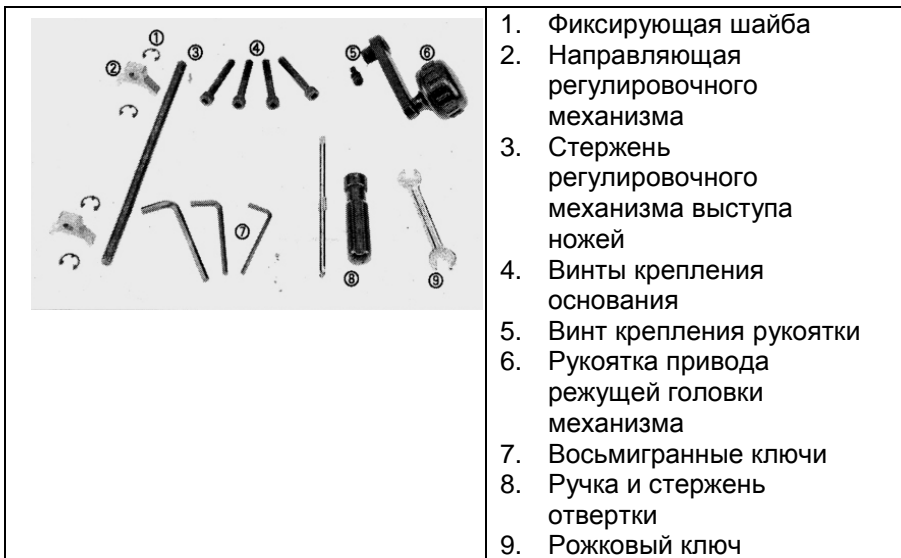 ① ② ③ ④ ⑤ ⑥ ⑦ ⑧ ⑨
1. Фиксирующая шайба
2. Направляющая
регулировочного
механизма
3. Стержень
регулировочного
механизма выступа
ножей
4. Винты крепления
основания
5. Винт крепления рукоятки
6. Рукоятка привода
режущей головки
механизма
7. Восьмигранные ключи
8. Ручка и стержень
отвертки
9. Рожковый ключ